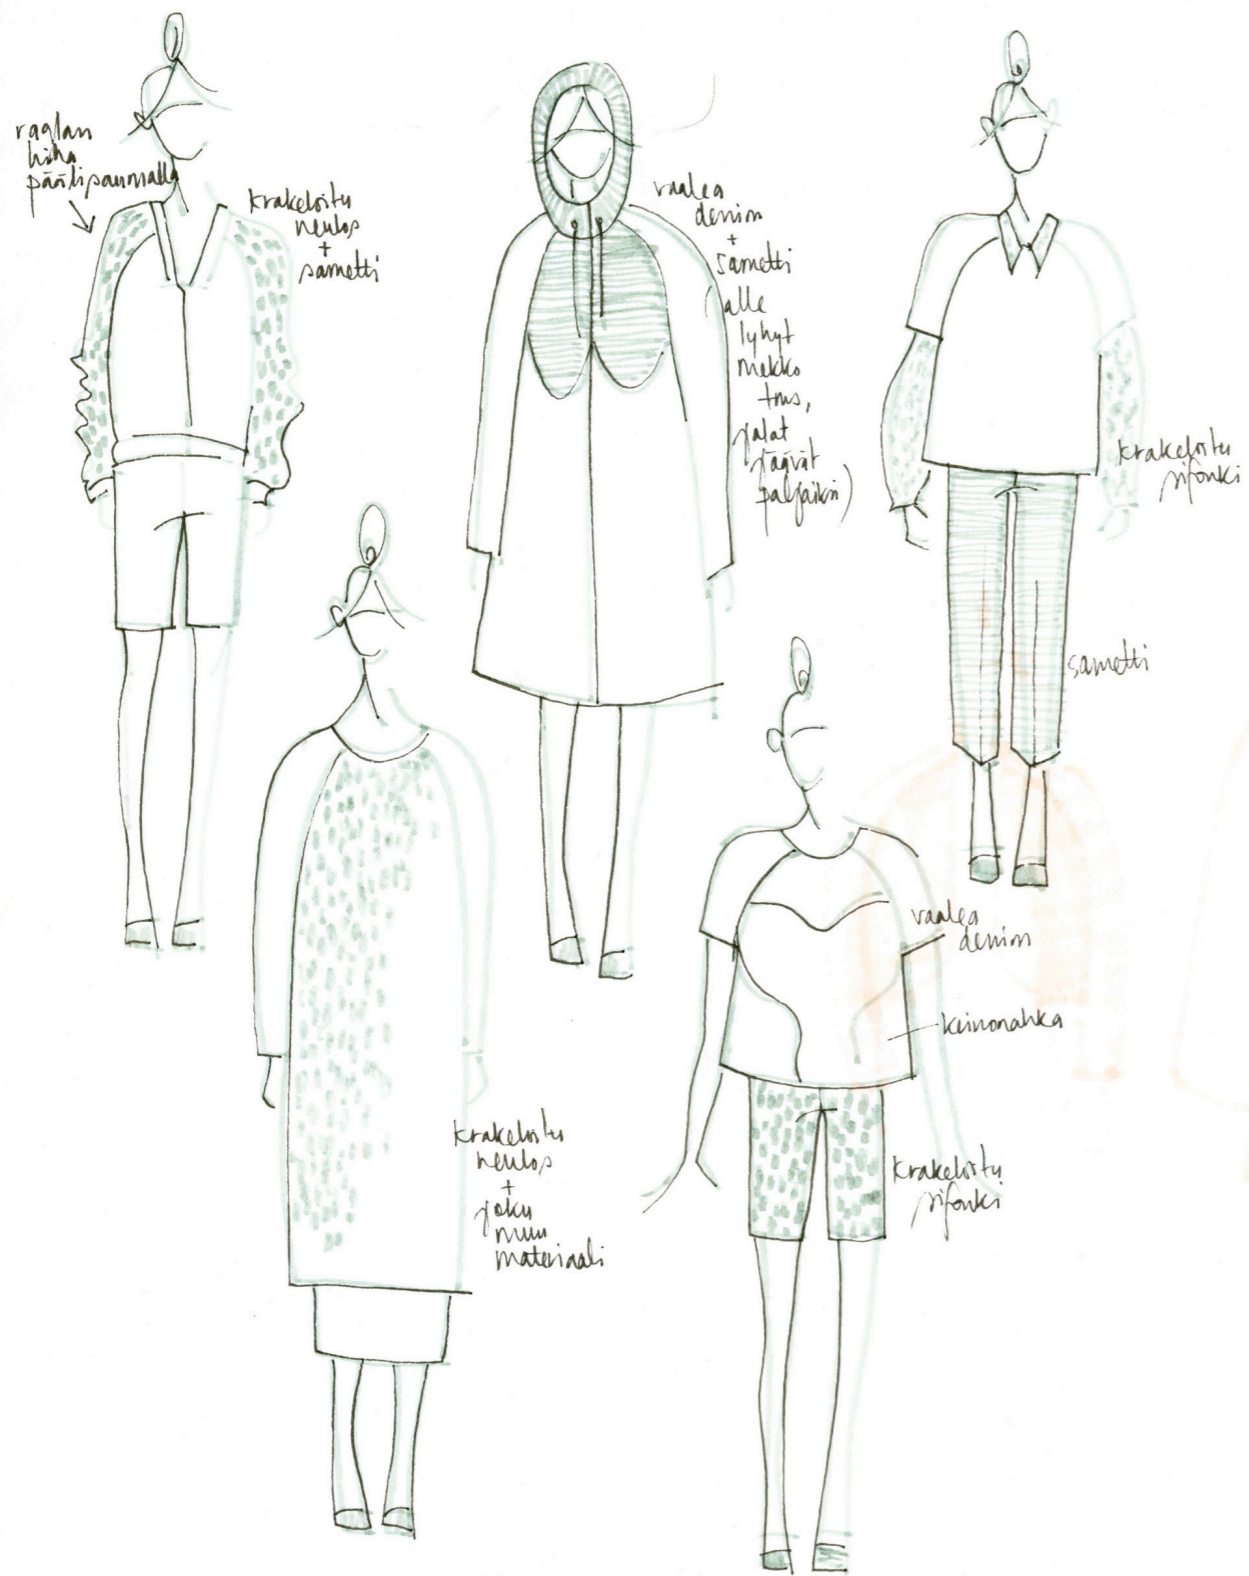 raglan
hiha
päätisaumalla
krakeloitu
neulos
+
sametti
vaalea
denim
+
sametti
(alle
lyhyt
mekko
tms,
jalat
jäävät
paljaiksi)
krakeloitu
sifonki
sametti
vaalea
denim
keinonahka
krakeloitu
neulos
+
joku
muu
materiaali
krakeloitu
sifonki